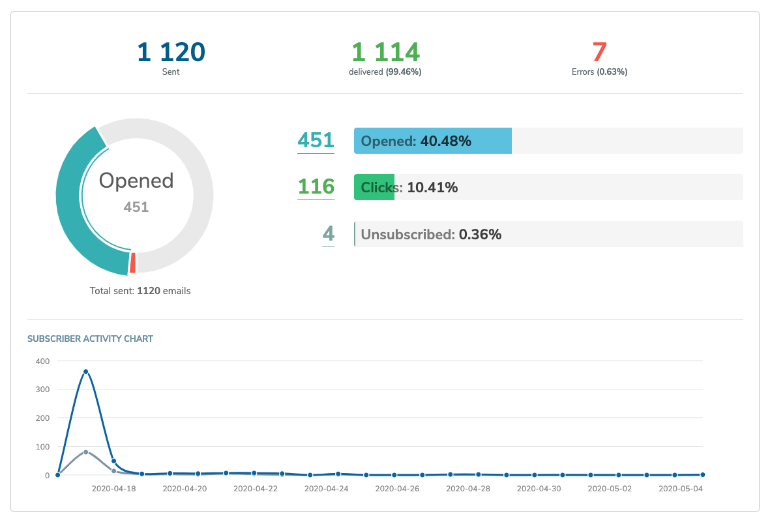 1 120 1 114 7
Sent delivered (99.46%) Errors (0.63%)
Opened
451
Total sent: 1120 emails
451 Opened: 40.48%
116 Clicks: 10.41%
4 Unsubscribed: 0.36%
SUBSCRIBER ACTIVITY CHART
400
300
200
100
0
2020-04-18 2020-04-20 2020-04-22 2020-04-24 2020-04-26 2020-04-28 2020-04-30 2020-05-02 2020-05-04